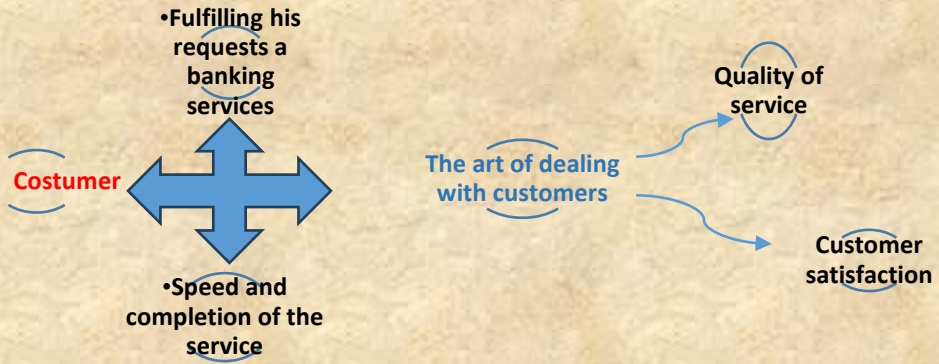 •Fulfilling his
requests a
banking
services
Costumer
•Speed and
completion of the
service
The art of dealing
with customers
Quality of
service
Customer
satisfaction